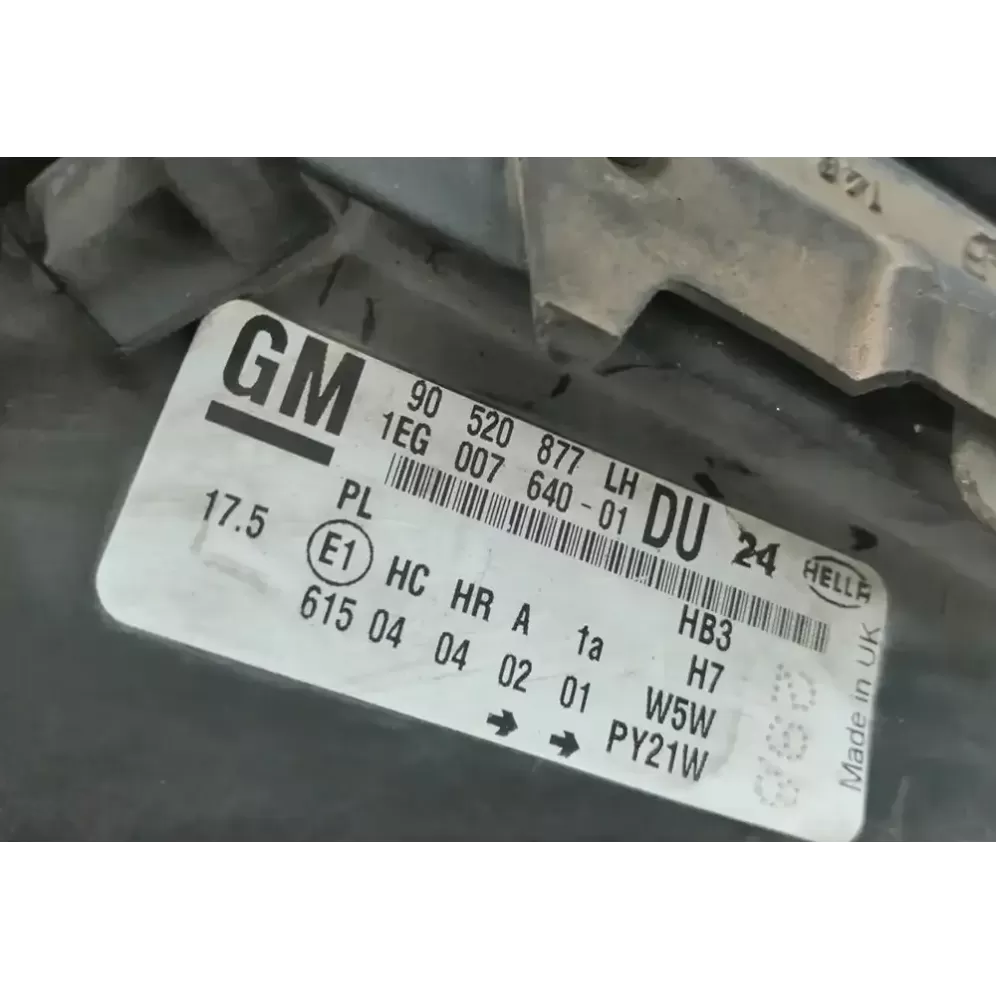 GM
90 520 877 LH
1EG 007 640-01
DU 24
HELLA
17.5 PL
E1 HC HR A 1a HB3
615 04 04 02 01 H7
W5W
PY21W
Made in UK